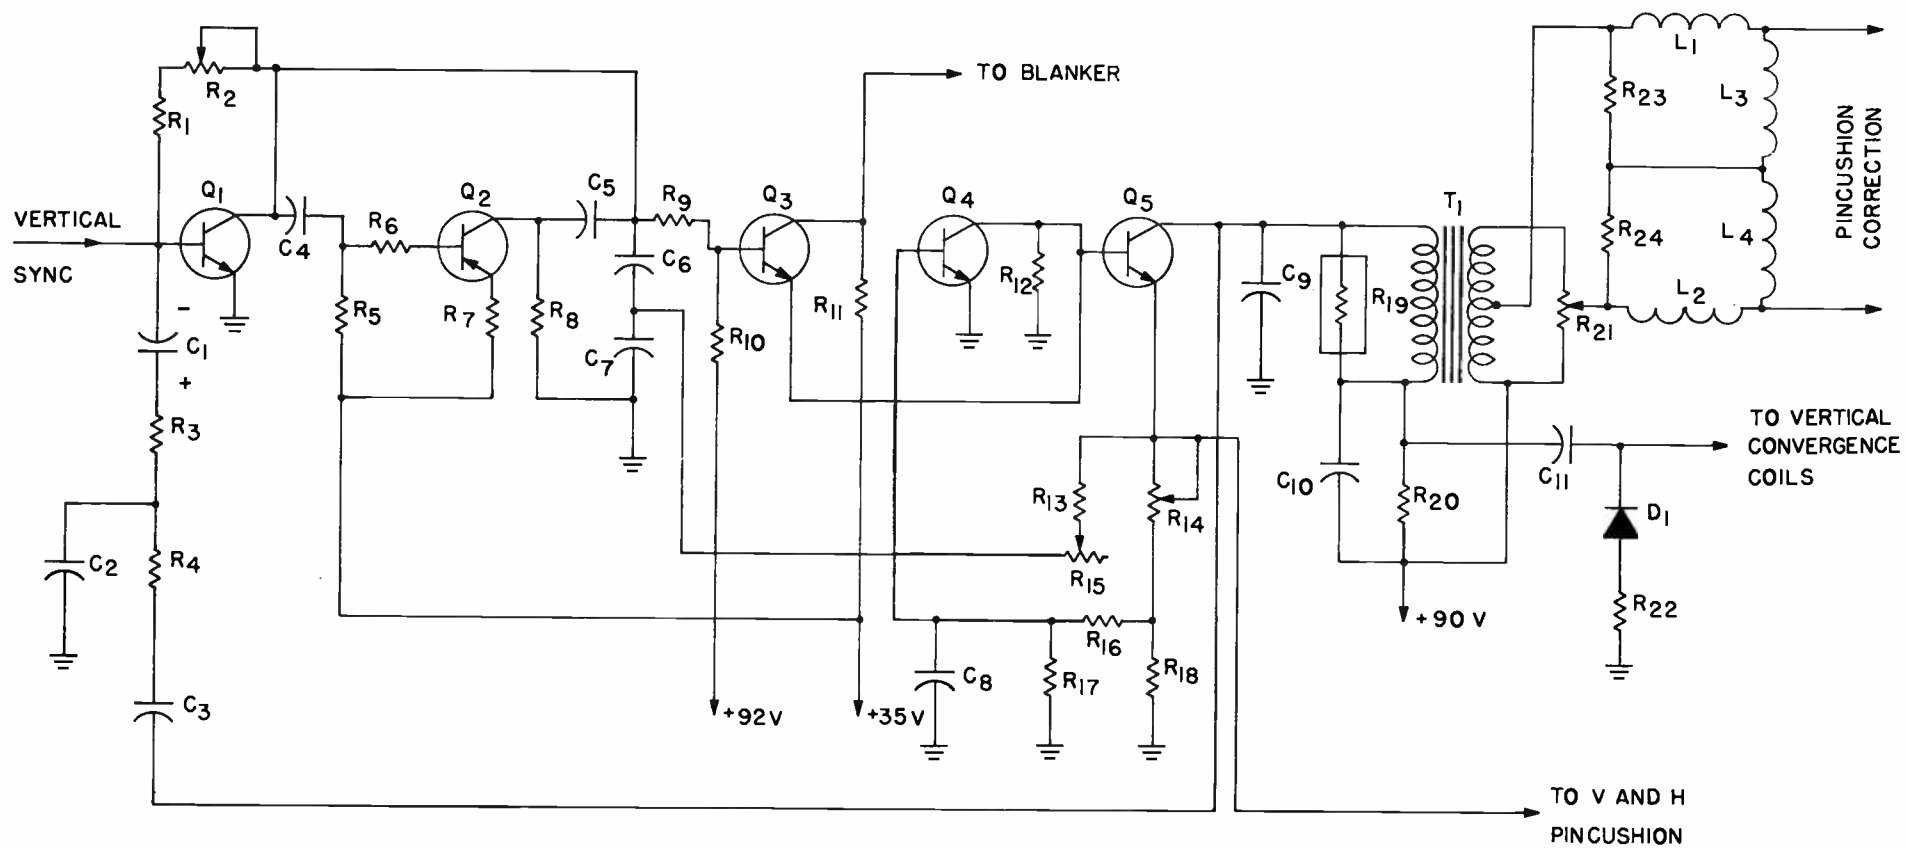 TO BLANKER
R2
L1
R23
L3
R1
PINCUSHION
CORRECTION
Q1
Q2
C5
R9
Q3
Q4
Q5
T1
VERTICAL
SYNC
C4
R6
C6
R12
C9
R19
R24
L4
L2
R5
R7
R8
R10
R11
R21
-
C1
+
C7
R3
TO VERTICAL
CONVERGENCE
COILS
C10
C11
R13
R14
R20
D1
C2
R4
R15
R22
+90V
R16
C8
R17
R18
C3
+92V
+35V
TO V AND H
PINCUSHION